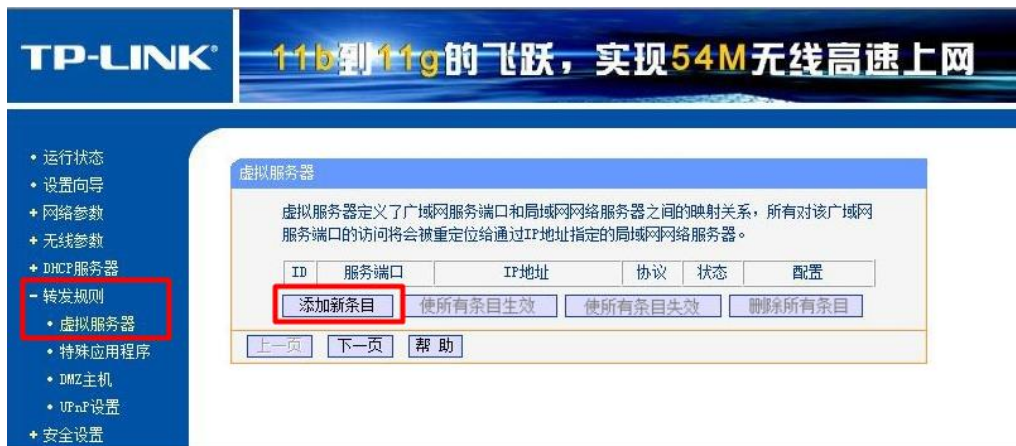 TP-LINK®
11b到11g的飞跃，实现54M无线高速上网
• 运行状态
• 设置向导
+ 网络参数
+ 无线参数
+ DHCP服务器
- 转发规则
• 虚拟服务器
• 特殊应用程序
• DMZ主机
• UPnP设置
+ 安全设置
虚拟服务器
虚拟服务器定义了广域网服务端口和局域网网络服务器之间的映射关系，所有对该广域网
服务端口的访问将会被重定位给通过IP地址指定的局域网网络服务器。
ID 服务端口 IP地址 协议 状态 配置
添加新条目 使所有条目生效 使所有条目失效 删除所有条目
上一页 下一页 帮 助